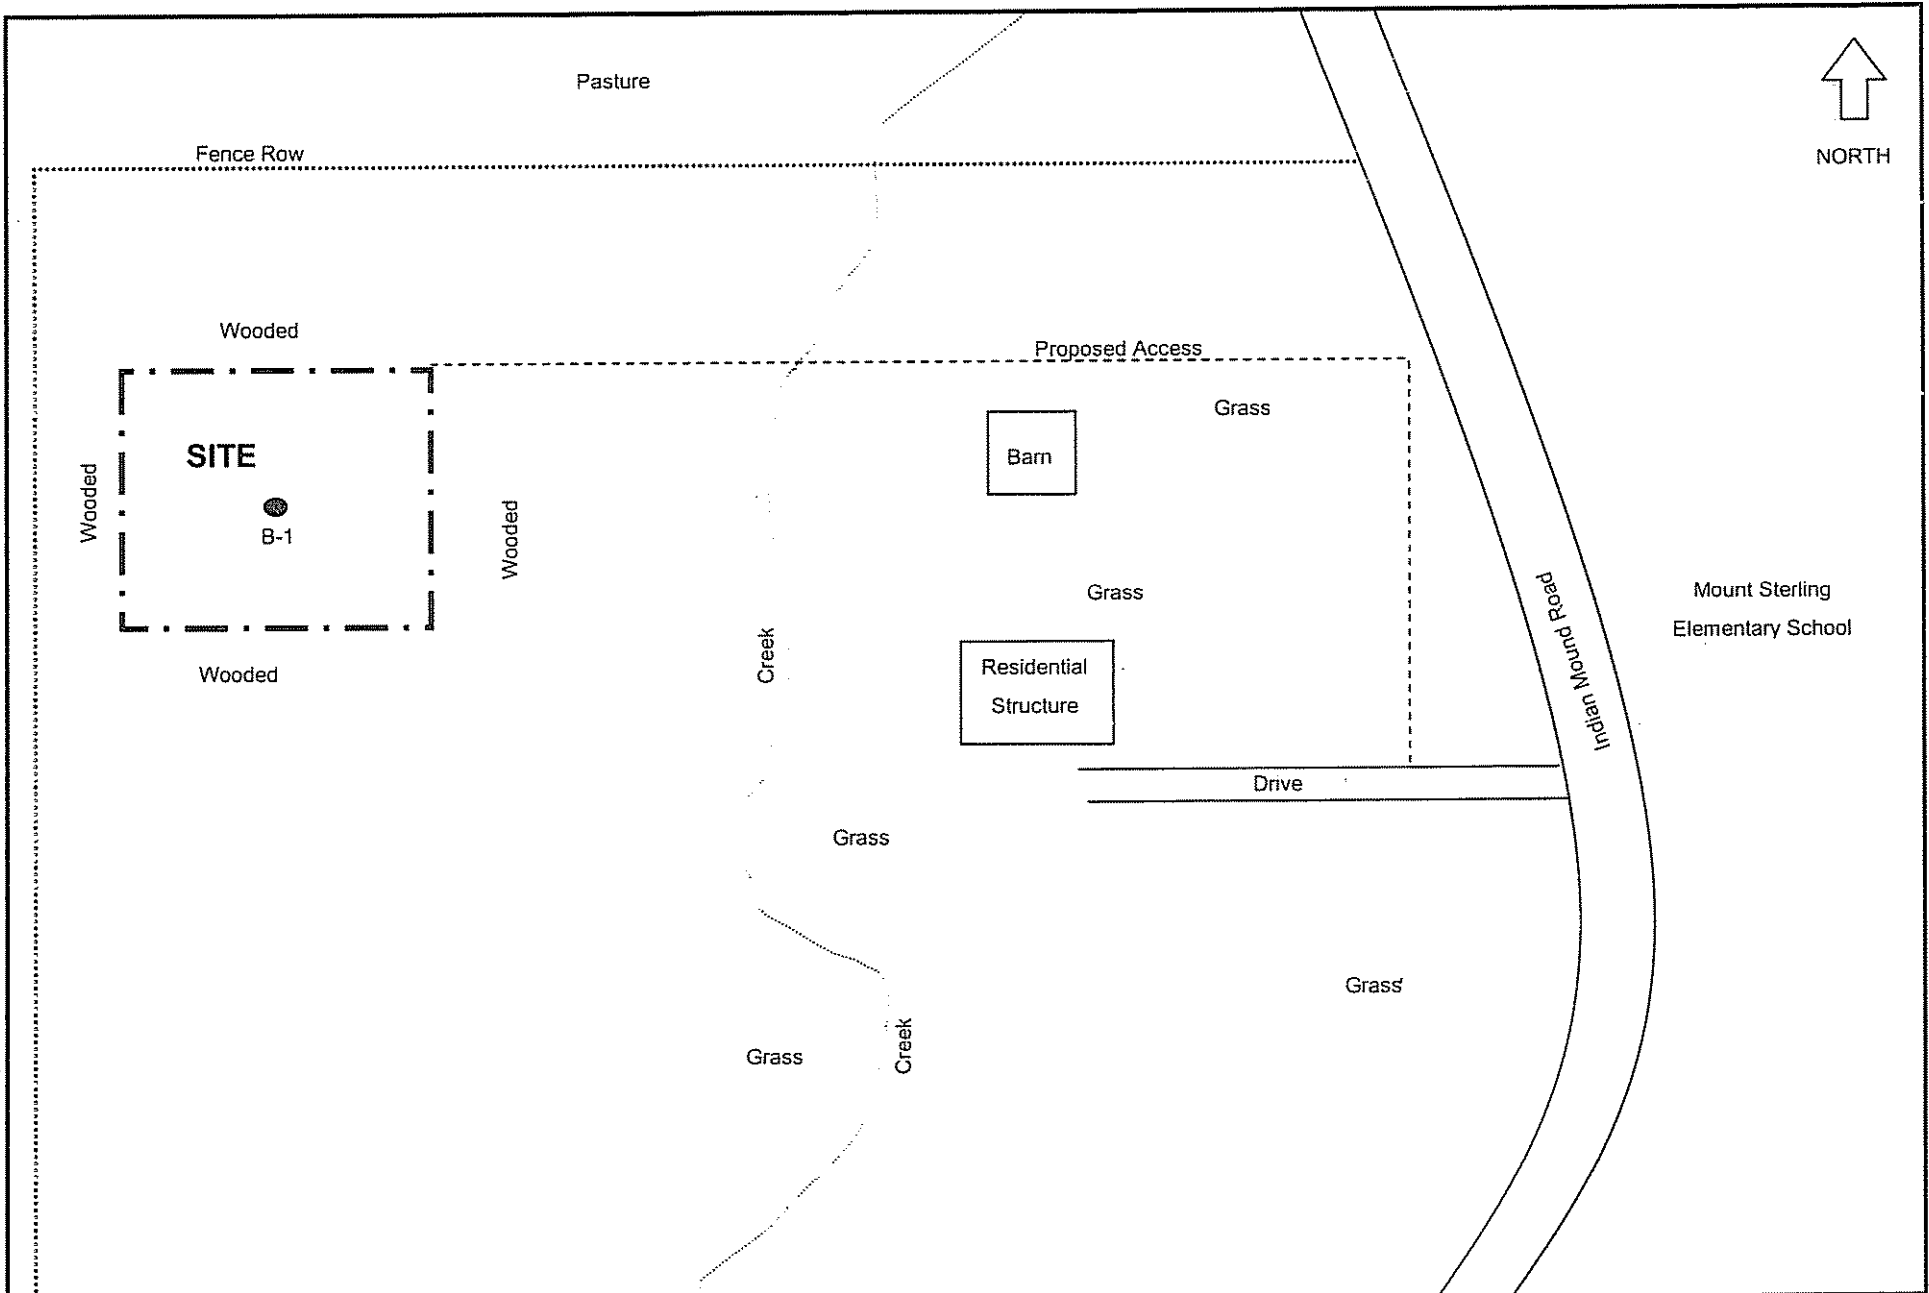 Pasture
NORTH
Fence Row
Wooded
Proposed Access
Grass
SITE
Barn
Wooded
B-1
Wooded
Grass
Indian Mound Road
Mount Sterling
Elementary School
Creek
Residential
Structure
Wooded
Drive
Grass
Grass
Creek
Grass